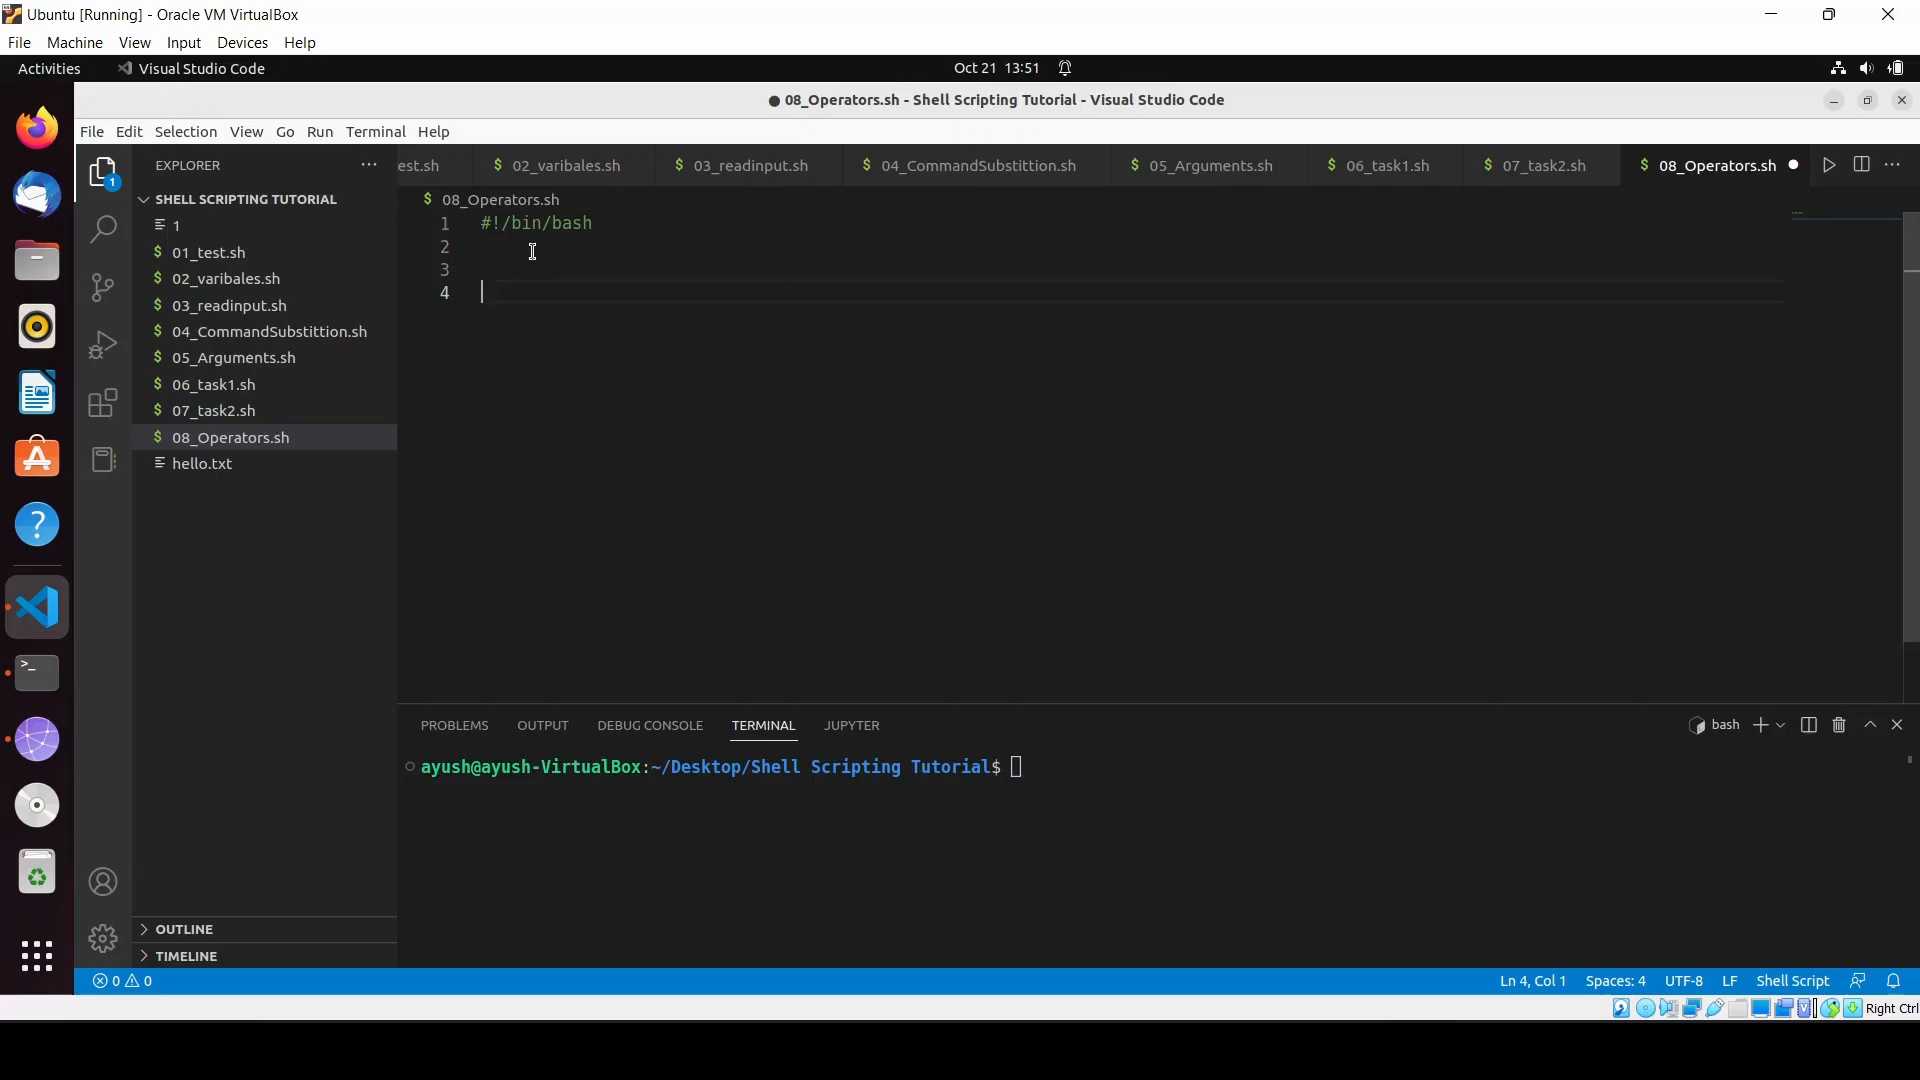 Ubuntu [Running] - Oracle VM VirtualBox
File Machine View Input Devices Help
Activities Visual Studio Code Oct 21 13:51
● 08_Operators.sh - Shell Scripting Tutorial - Visual Studio Code
File Edit Selection View Go Run Terminal Help
EXPLORER ··· est.sh $ 02_varibales.sh $ 03_readinput.sh $ 04_CommandSubstittion.sh $ 05_Arguments.sh $ 06_task1.sh $ 07_task2.sh $ 08_Operators.sh ● ···
1
SHELL SCRIPTING TUTORIAL
1
$ 01_test.sh
$ 02_varibales.sh
$ 03_readinput.sh
$ 04_CommandSubstittion.sh
$ 05_Arguments.sh
$ 06_task1.sh
$ 07_task2.sh
$ 08_Operators.sh
hello.txt
OUTLINE
TIMELINE
$ 08_Operators.sh
1 #!/bin/bash
2
3
4
PROBLEMS OUTPUT DEBUG CONSOLE TERMINAL JUPYTER bash
ayush@ayush-VirtualBox:~/Desktop/Shell Scripting Tutorial$
0 0 Ln 4, Col 1 Spaces: 4 UTF-8 LF Shell Script
Right Ctrl